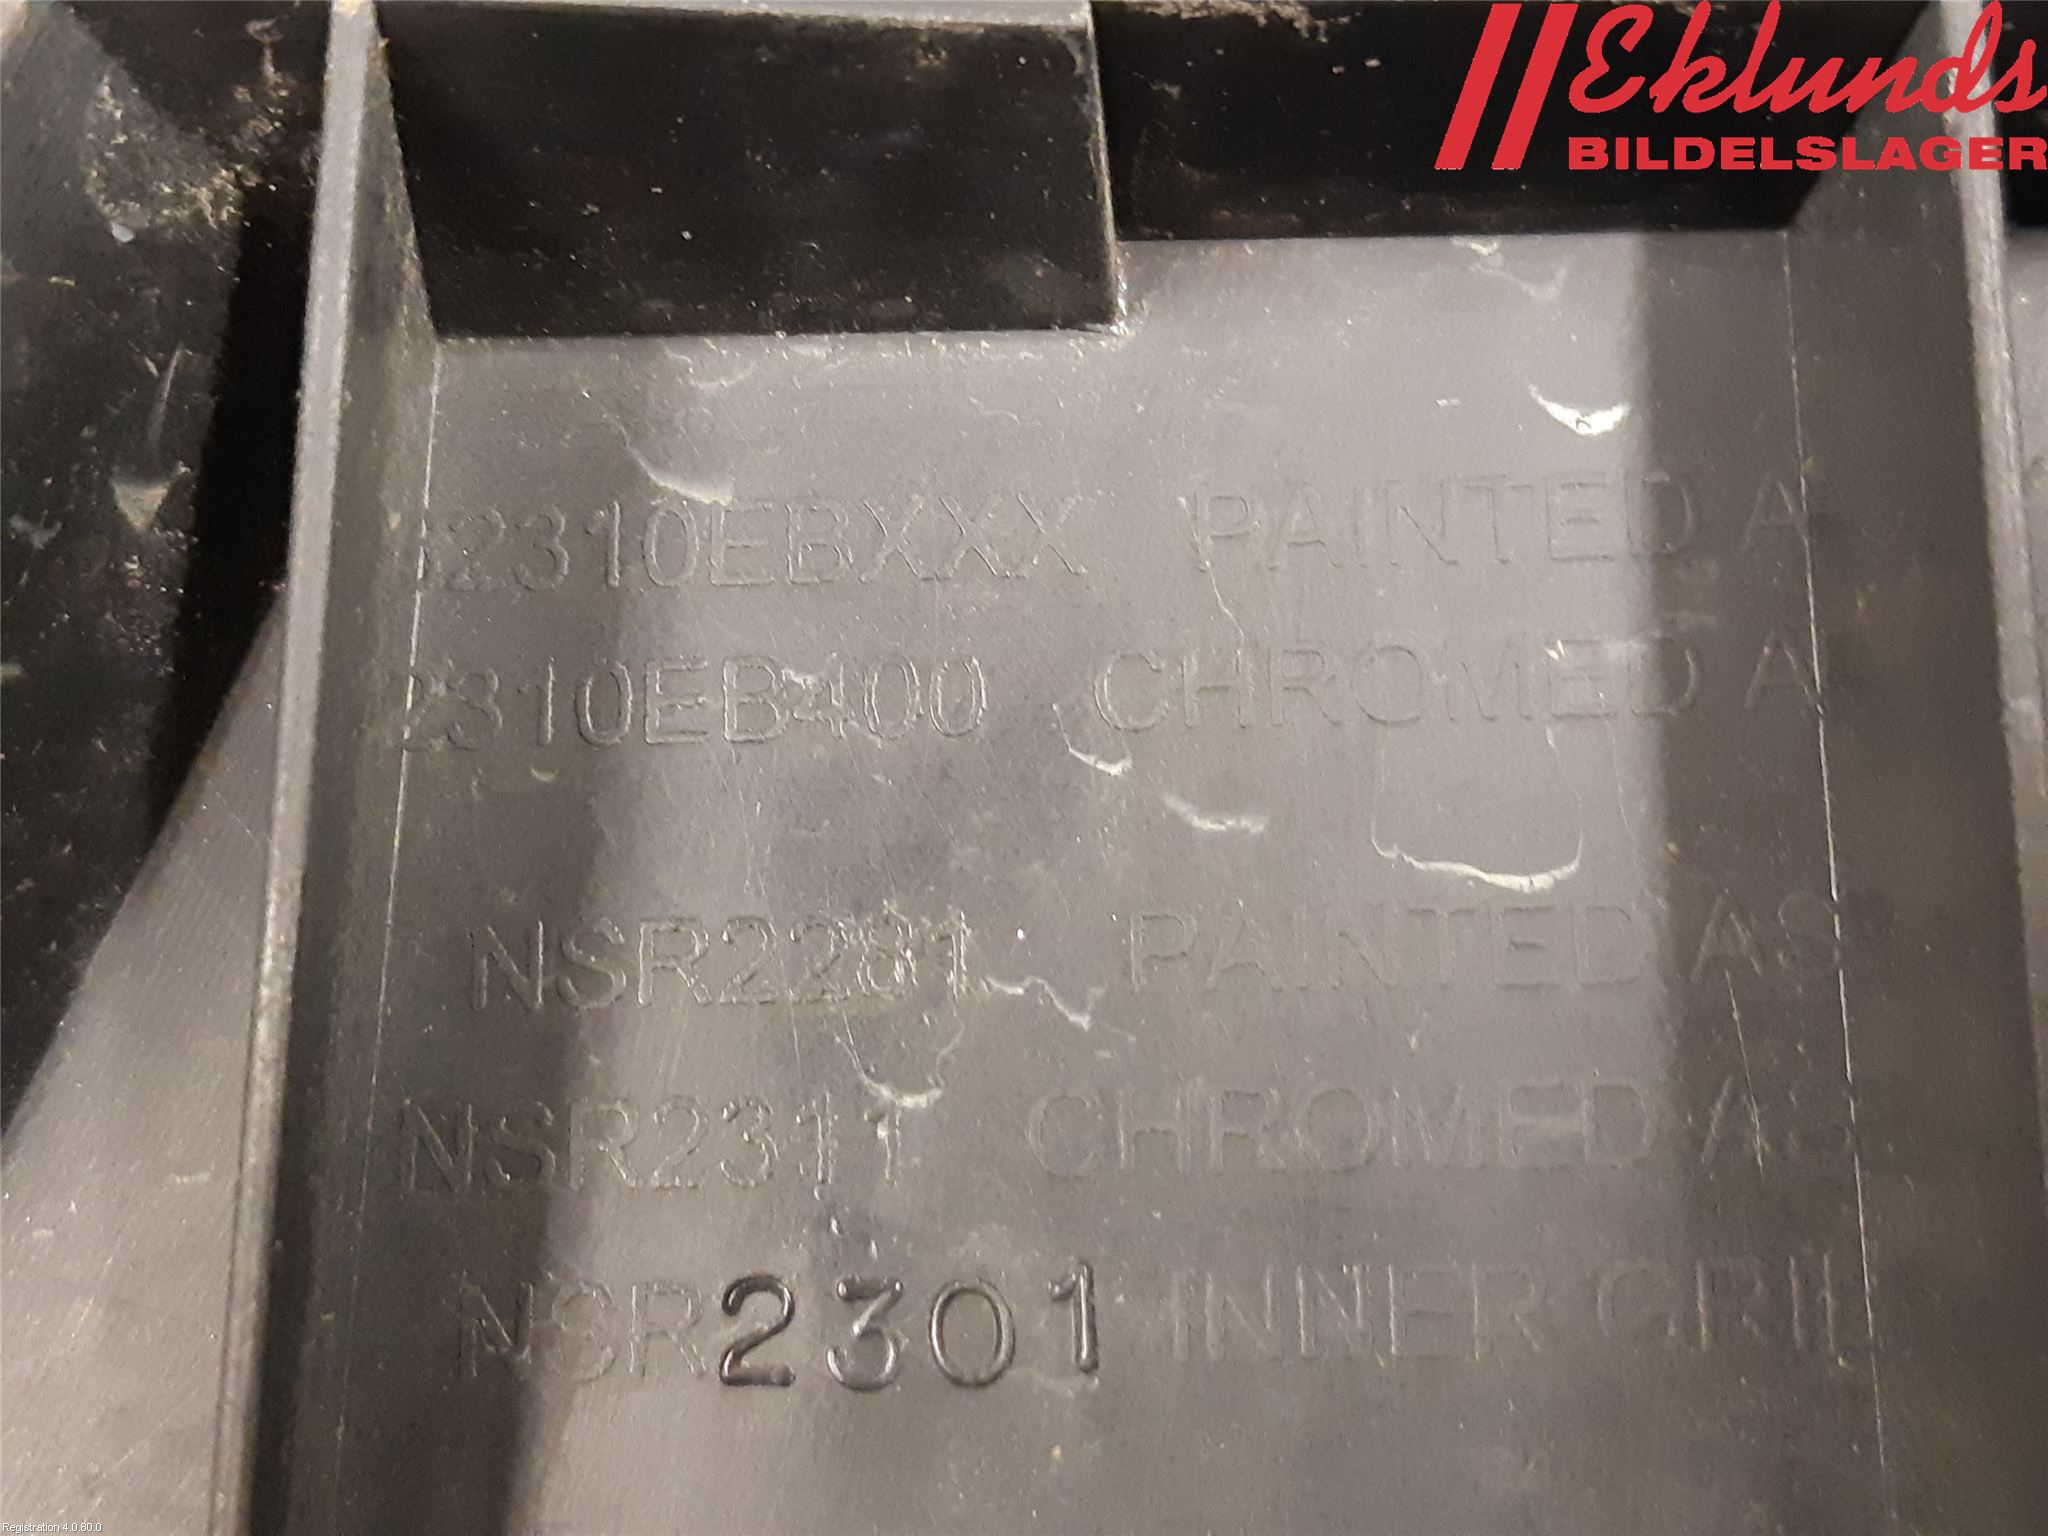 Eklunds
BILDELSLAGER
62310EBXXX PAINTED A
2310EB400 CHROMED A
NSR2281 PAINTED AS
NSR2311 CHROMED AS
NSR2301 INNER GRIL
Registration 4.0.80.0